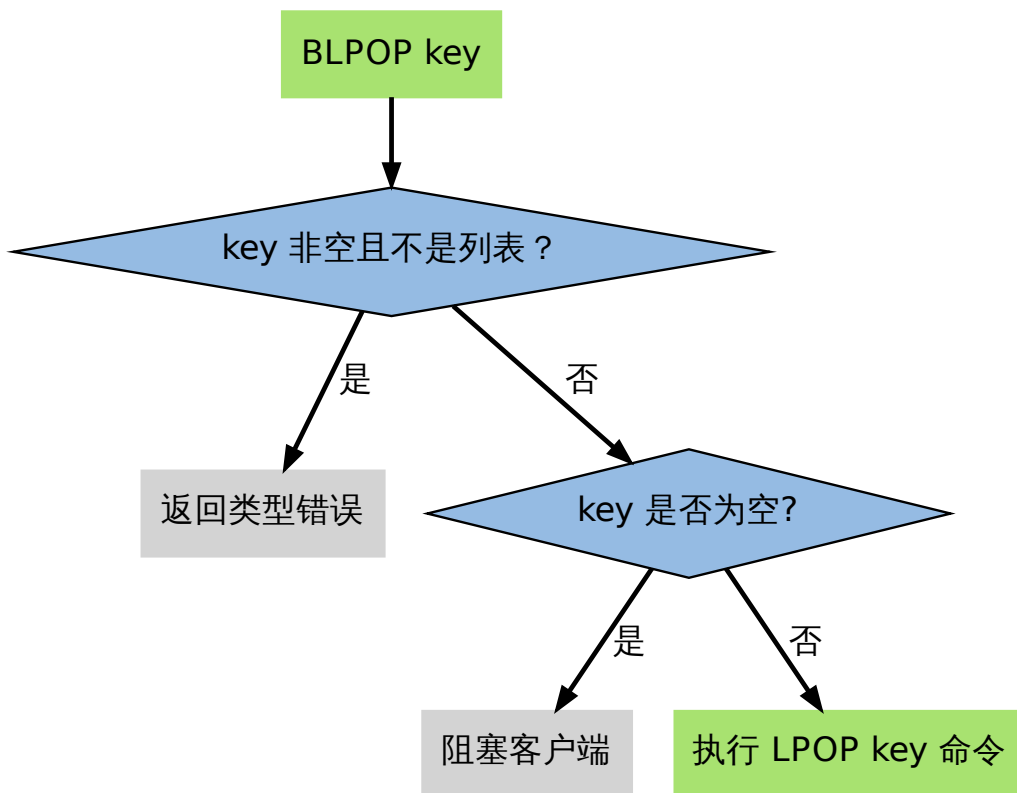 BLPOP key
key 非空且不是列表？
是
否
返回类型错误
key 是否为空?
是
否
阻塞客户端
执行 LPOP key 命令